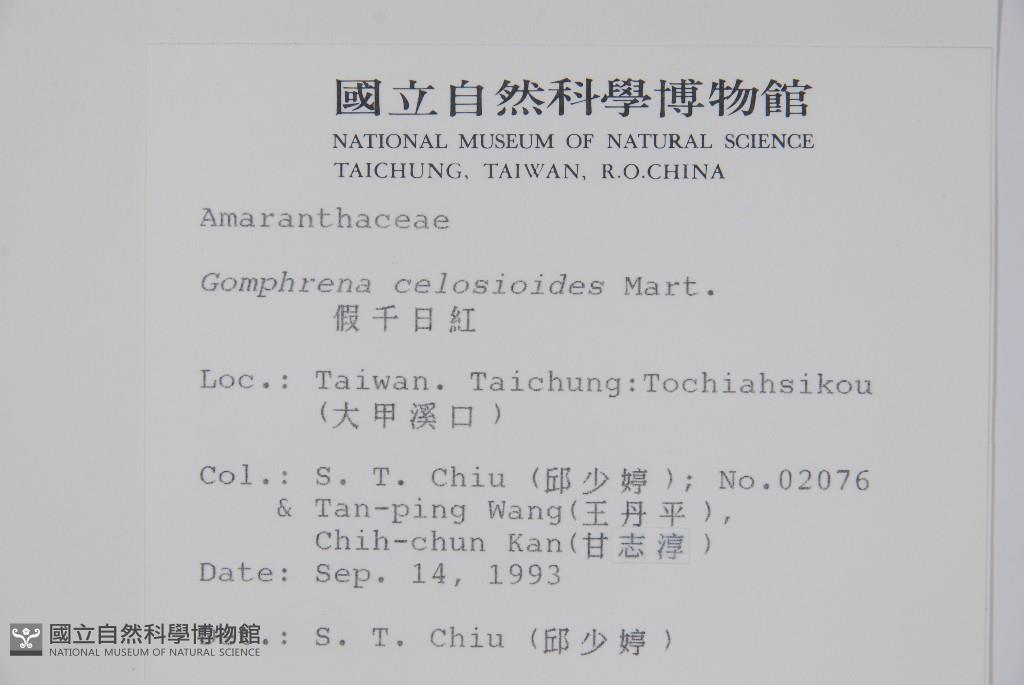 國立自然科學博物館
NATIONAL MUSEUM OF NATURAL SCIENCE
TAICHUNG, TAIWAN, R.O.CHINA
Amaranthaceae
Gomphrena celosioides Mart.
假千日紅
Loc.: Taiwan. Taichung:Tochiahsikou
(大甲溪口)
Col.: S. T. Chiu (邱少婷); No.02076
& Tan-ping Wang(王丹平),
Chih-chun Kan(甘志淳)
Date: Sep. 14, 1993
.: S. T. Chiu (邱少婷)
國立自然科學博物館
NATIONAL MUSEUM OF NATURAL SCIENCE